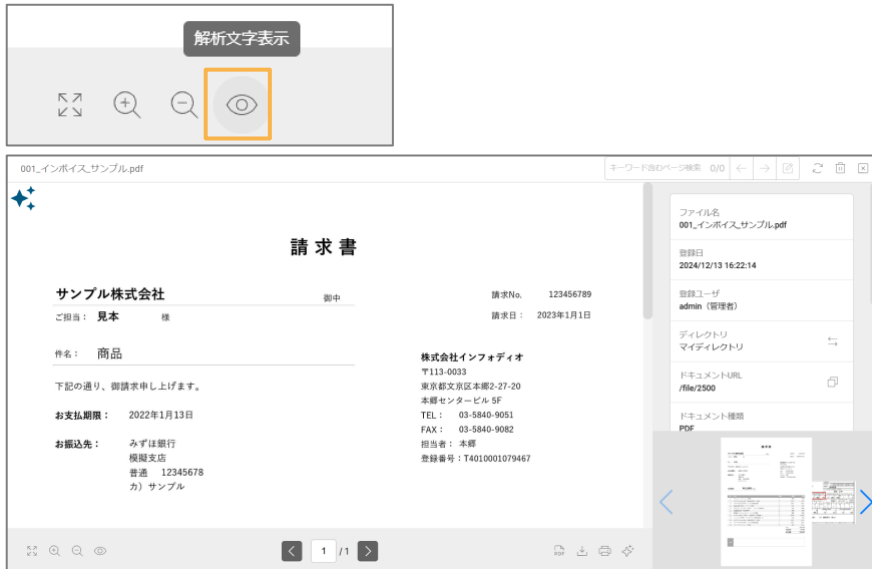 解析文字表示
001_インボイス_サンプル.pdf
キーワード含むページ検索 0/0
請求書
サンプル株式会社 御中
請求No. 123456789
ご担当： 見本 様
請求日： 2023年1月1日
件名： 商品
株式会社インフォディオ
〒113-0033
下記の通り、御請求申し上げます。
東京都文京区本郷2-27-20
本郷センタービル 5F
お支払期限： 2022年1月13日
TEL： 03-5840-9051
FAX： 03-5840-9082
お振込先： みずほ銀行
担当者： 本郷
模擬支店
登録番号：T4010001079467
普通 12345678
カ）サンプル
ファイル名
001_インボイス_サンプル.pdf
登録日
2024/12/13 16:22:14
登録ユーザ
admin（管理者）
ディレクトリ
マイディレクトリ
ドキュメントURL
/file/2500
ドキュメント種類
PDF
請求書
1 /1
PDF